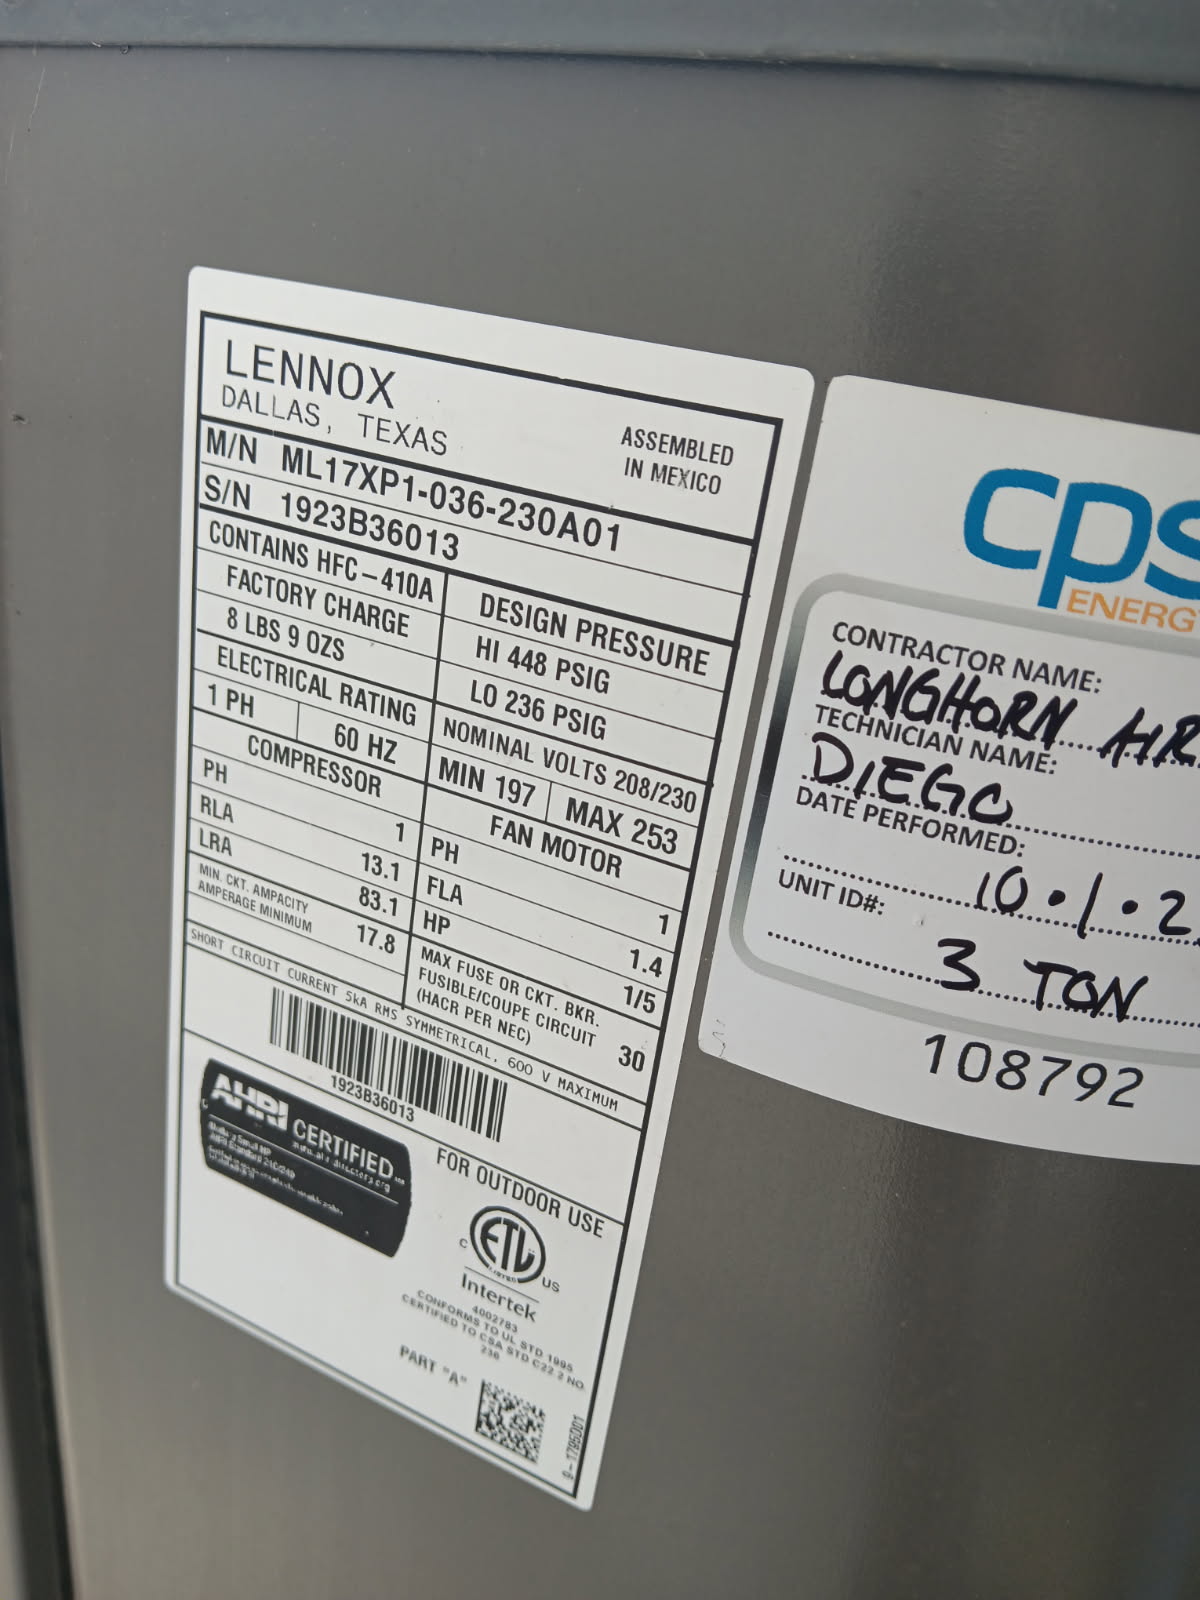 LENNOX
DALLAS, TEXAS
ASSEMBLED
IN MEXICO
M/N ML17XP1-036-230A01
S/N 1923B36013
CONTAINS HFC-410A
FACTORY CHARGE
8 LBS 9 OZS
DESIGN PRESSURE
HI 448 PSIG
LO 236 PSIG
ELECTRICAL RATING
1 PH 60 HZ
NOMINAL VOLTS 208/230
MIN 197 MAX 253
COMPRESSOR
PH 1
RLA 13.1
LRA 83.1
MIN. CKT. AMPACITY
AMPERAGE MINIMUM 17.8
FAN MOTOR
PH 1
FLA 1.4
HP 1/5
MAX FUSE OR CKT. BKR.
FUSIBLE/COUPE CIRCUIT
(HACR PER NEC) 30
SHORT CIRCUIT CURRENT 5kA RMS SYMMETRICAL, 600 V MAXIMUM
1923B36013
AHRI CERTIFIED
FOR OUTDOOR USE
C ETL US
LISTED
Intertek
4002783
CONFORMS TO UL STD 1995
CERTIFIED TO CSA STD C22.2 NO.
236
PART "A"
cps
ENERGY
CONTRACTOR NAME:
LONGHORN AIR
TECHNICIAN NAME:
DIEGO
DATE PERFORMED:
10.1.2
UNIT ID#:
3 TON
108792